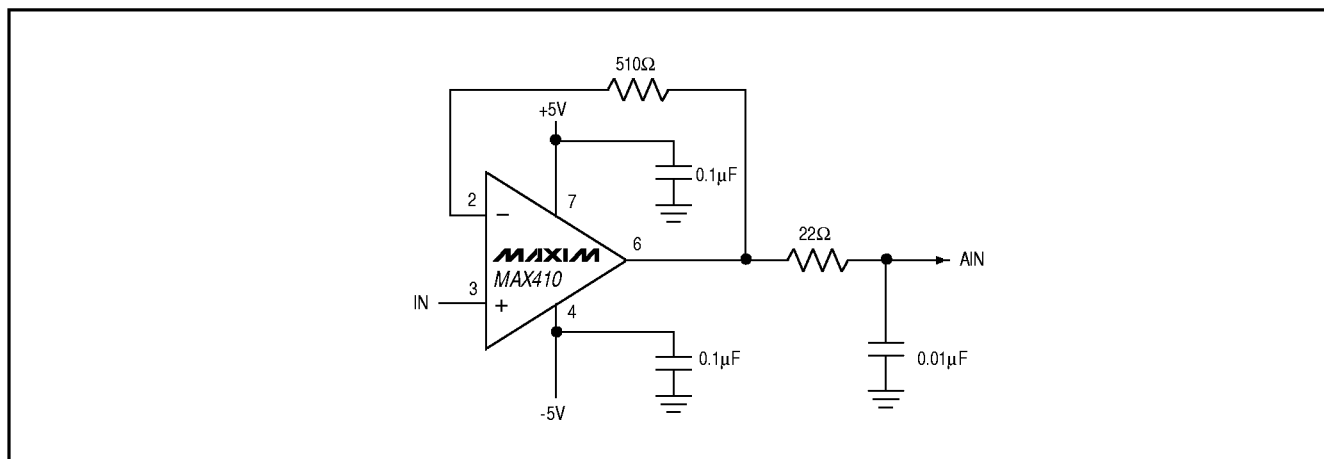 510Ω
+5V
0.1µF
2
7
−
22Ω
6
MAXIM
MAX410
AIN
IN
3
+
4
0.1µF
0.01µF
-5V